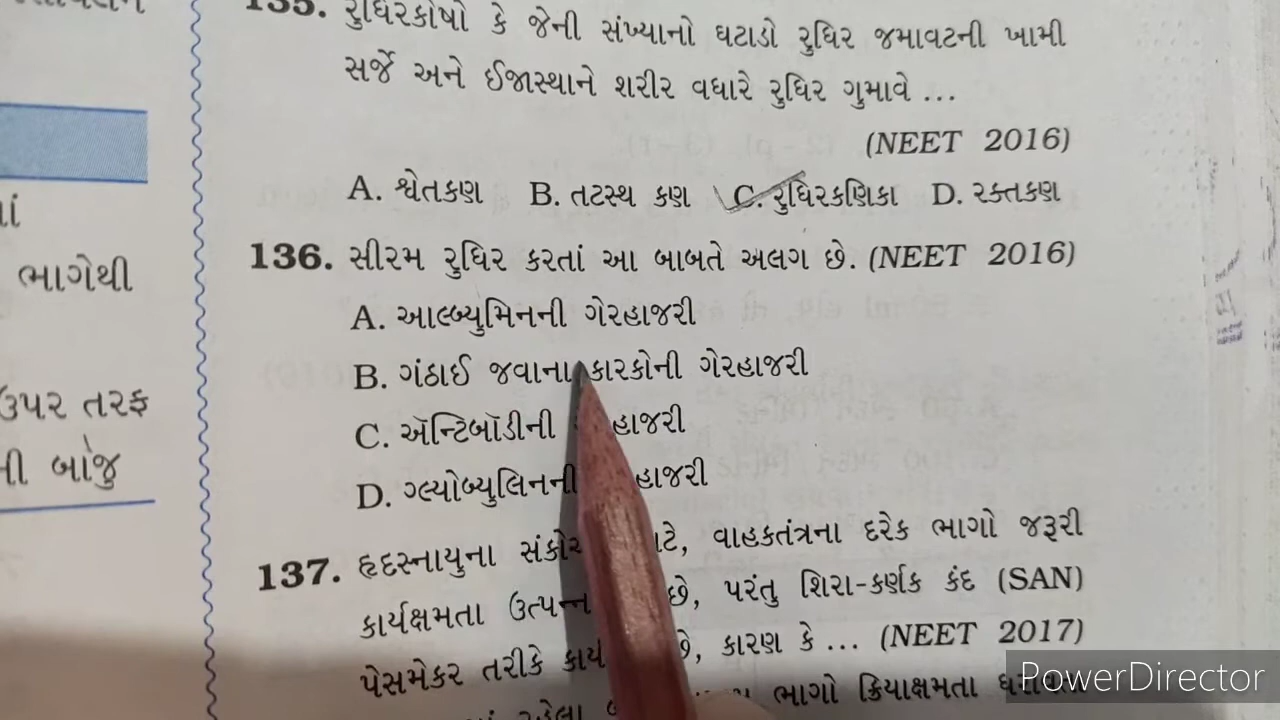 135. રુધિરકોષો કે જેની સંખ્યાનો ઘટાડો રુધિર જમાવટની ખામી
સર્જે અને ઈજાસ્થાને શરીર વધારે રુધિર ગુમાવે ...
(NEET 2016)
A. શ્વેતકણ B. તટસ્થ કણ C. રુધિરકણિકા D. રક્તકણ
136. સીરમ રુધિર કરતાં આ બાબતે અલગ છે. (NEET 2016)
A. આલ્બ્યુમિનની ગેરહાજરી
B. ગંઠાઈ જવાના કારકોની ગેરહાજરી
C. ઍન્ટિબૉડીની હાજરી
D. ગ્લ્યોબ્યુલિનની હાજરી
137. હૃદસ્નાયુના સંકોચ ાટે, વાહકતંત્રના દરેક ભાગો જરૂરી
કાર્યક્ષમતા ઉત્પન્ન છે, પરંતુ શિરા-કર્ણક કંદ (SAN)
પેસમેકર તરીકે કાર્ય છે, કારણ કે ... (NEET 2017)
ભાગો ક્રિયાક્ષમતા
ભાગેથી
ઉપર તરફ
ની બાજુ
PowerDirector